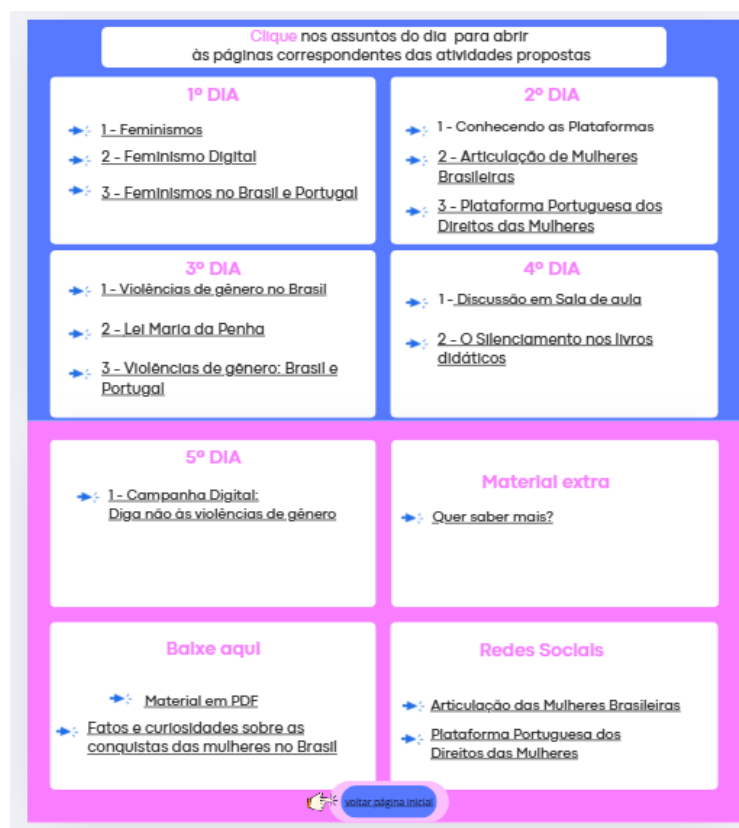 Clique nos assuntos do dia para abrir
às páginas correspondentes das atividades propostas
1º DIA
1 - Feminismos
2 - Feminismo Digital
3 - Feminismos no Brasil e Portugal
2º DIA
1 - Conhecendo as Plataformas
2 - Articulação de Mulheres
Brasileiras
3 - Plataforma Portuguesa dos
Direitos das Mulheres
3º DIA
1 - Violências de gênero no Brasil
2 - Lei Maria da Penha
3 - Violências de gênero: Brasil e
Portugal
4º DIA
1 - Discussão em Sala de aula
2 - O Silenciamento nos livros
didáticos
5º DIA
1 - Campanha Digital:
Diga não às violências de gênero
Material extra
Quer saber mais?
Baixe aqui
Material em PDF
Fatos e curiosidades sobre as
conquistas das mulheres no Brasil
Redes Sociais
Articulação das Mulheres Brasileiras
Plataforma Portuguesa dos
Direitos das Mulheres
voltar página inicial